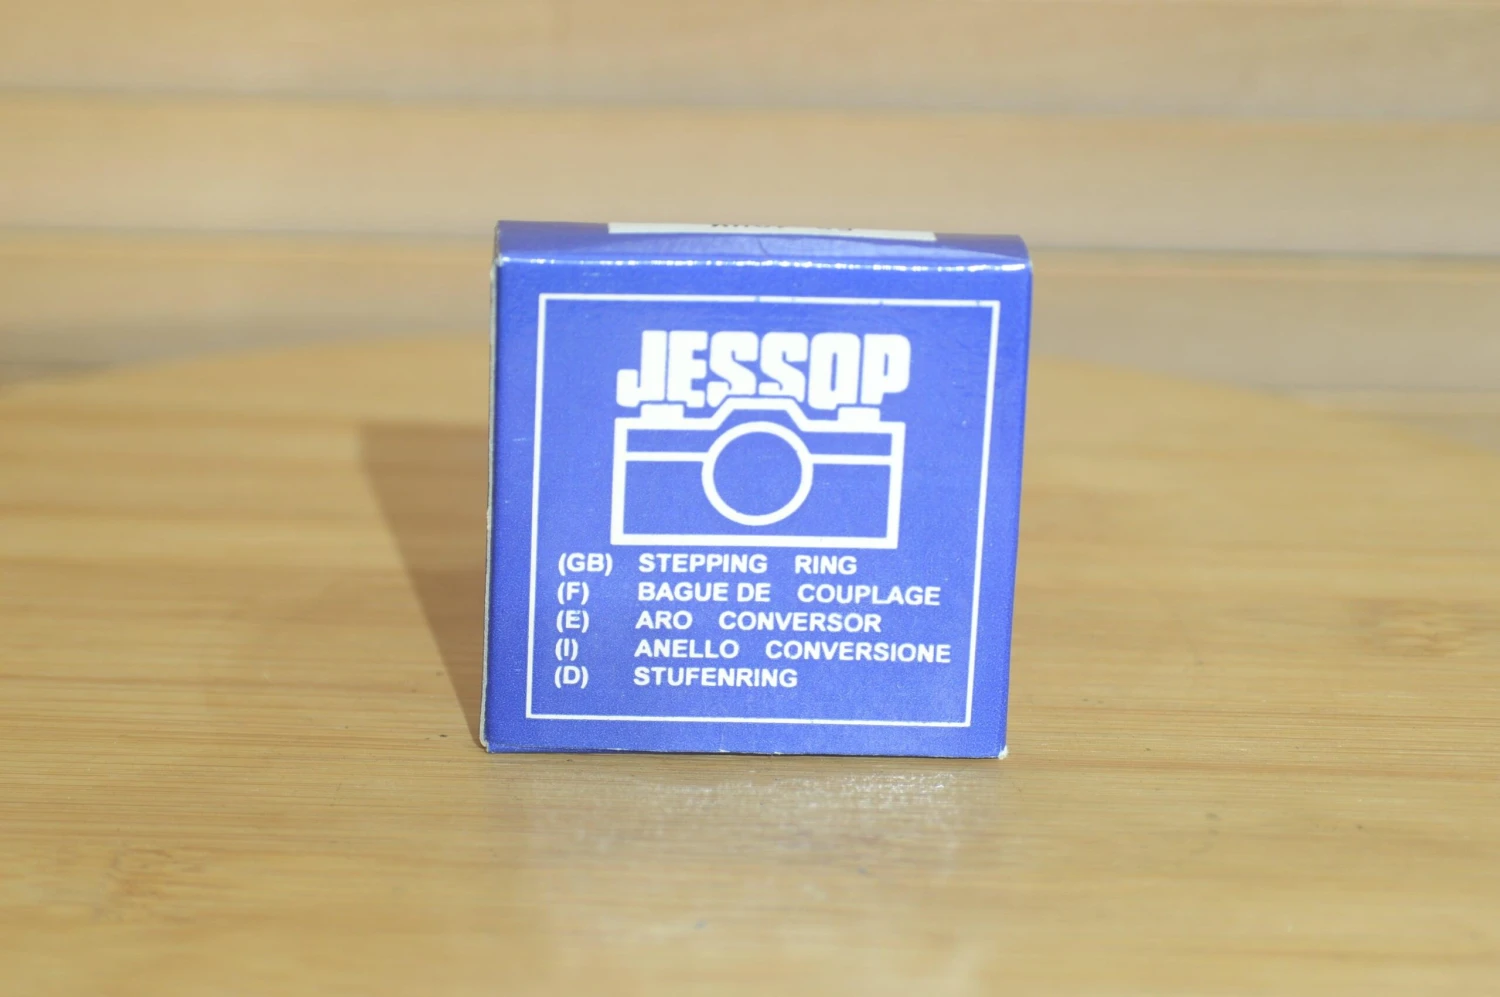 JESSOP
(GB) STEPPING RING
(F) BAGUE DE COUPLAGE
(E) ARO CONVERSOR
(I) ANELLO CONVERSIONE
(D) STUFENRING